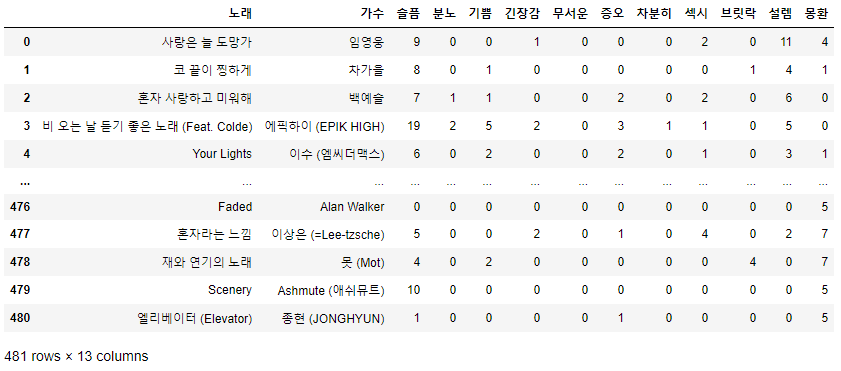 노래 가수 슬픔 분노 기쁨 긴장감 무서운 증오 차분히 섹시 브릿락 설렘 몽환
0 사랑은 늘 도망가 임영웅 9 0 0 1 0 0 0 2 0 11 4
1 코 끝이 찡하게 차가을 8 0 1 0 0 0 0 0 1 4 1
2 혼자 사랑하고 미워해 백예슬 7 1 1 0 0 2 0 2 0 6 0
3 비 오는 날 듣기 좋은 노래 (Feat. Colde) 에픽하이 (EPIK HIGH) 19 2 5 2 0 3 1 1 0 5 0
4 Your Lights 이수 (엠씨더맥스) 6 0 2 0 0 2 0 1 0 3 1
... ... ... ... ... ... ... ... ... ... ... ... ... ...
476 Faded Alan Walker 0 0 0 0 0 0 0 0 0 0 5
477 혼자라는 느낌 이상은 (=Lee-tzsche) 5 0 0 2 0 1 0 4 0 2 7
478 재와 연기의 노래 못 (Mot) 4 0 2 0 0 0 0 0 4 0 7
479 Scenery Ashmute (애쉬뮤트) 10 0 0 0 0 0 0 0 0 0 5
480 엘리베이터 (Elevator) 종현 (JONGHYUN) 1 0 0 0 0 1 0 0 0 0 5
481 rows × 13 columns